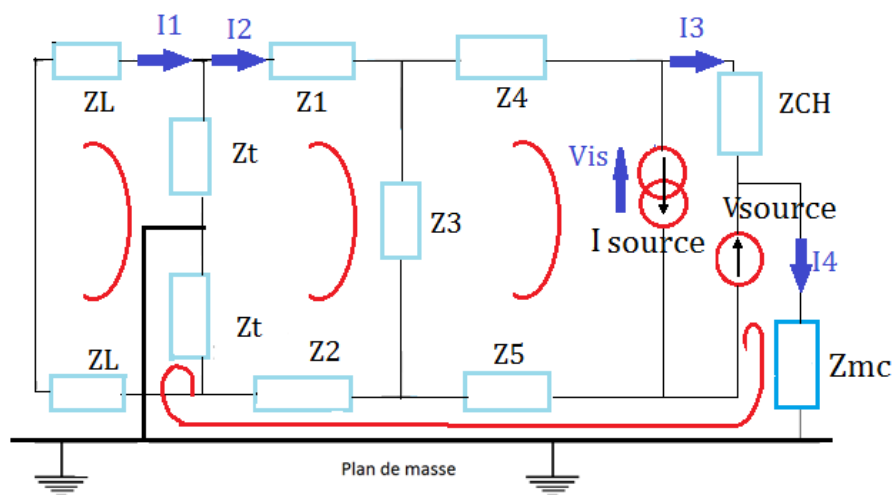 I1 I2 I3
ZL Z1 Z4 ZCH
Zt Vis
Z3 Vsource
I source
I4
Zt
ZL Z2 Z5 Zmc
Plan de masse